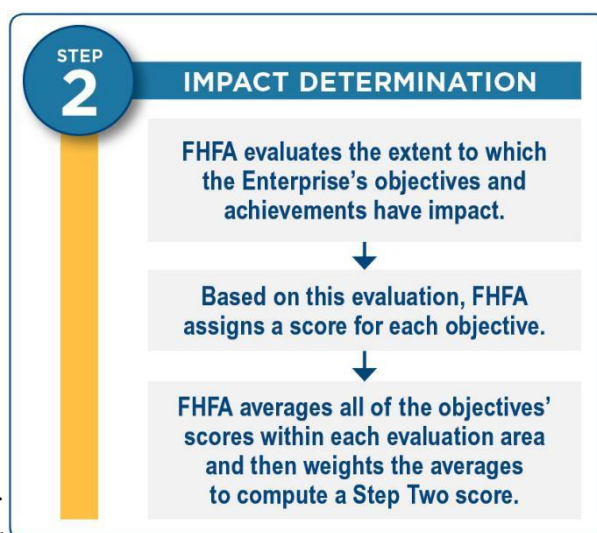 STEP
2
IMPACT DETERMINATION
FHFA evaluates the extent to which
the Enterprise's objectives and
achievements have impact.
Based on this evaluation, FHFA
assigns a score for each objective.
FHFA averages all of the objectives'
scores within each evaluation area
and then weights the averages
to compute a Step Two score.